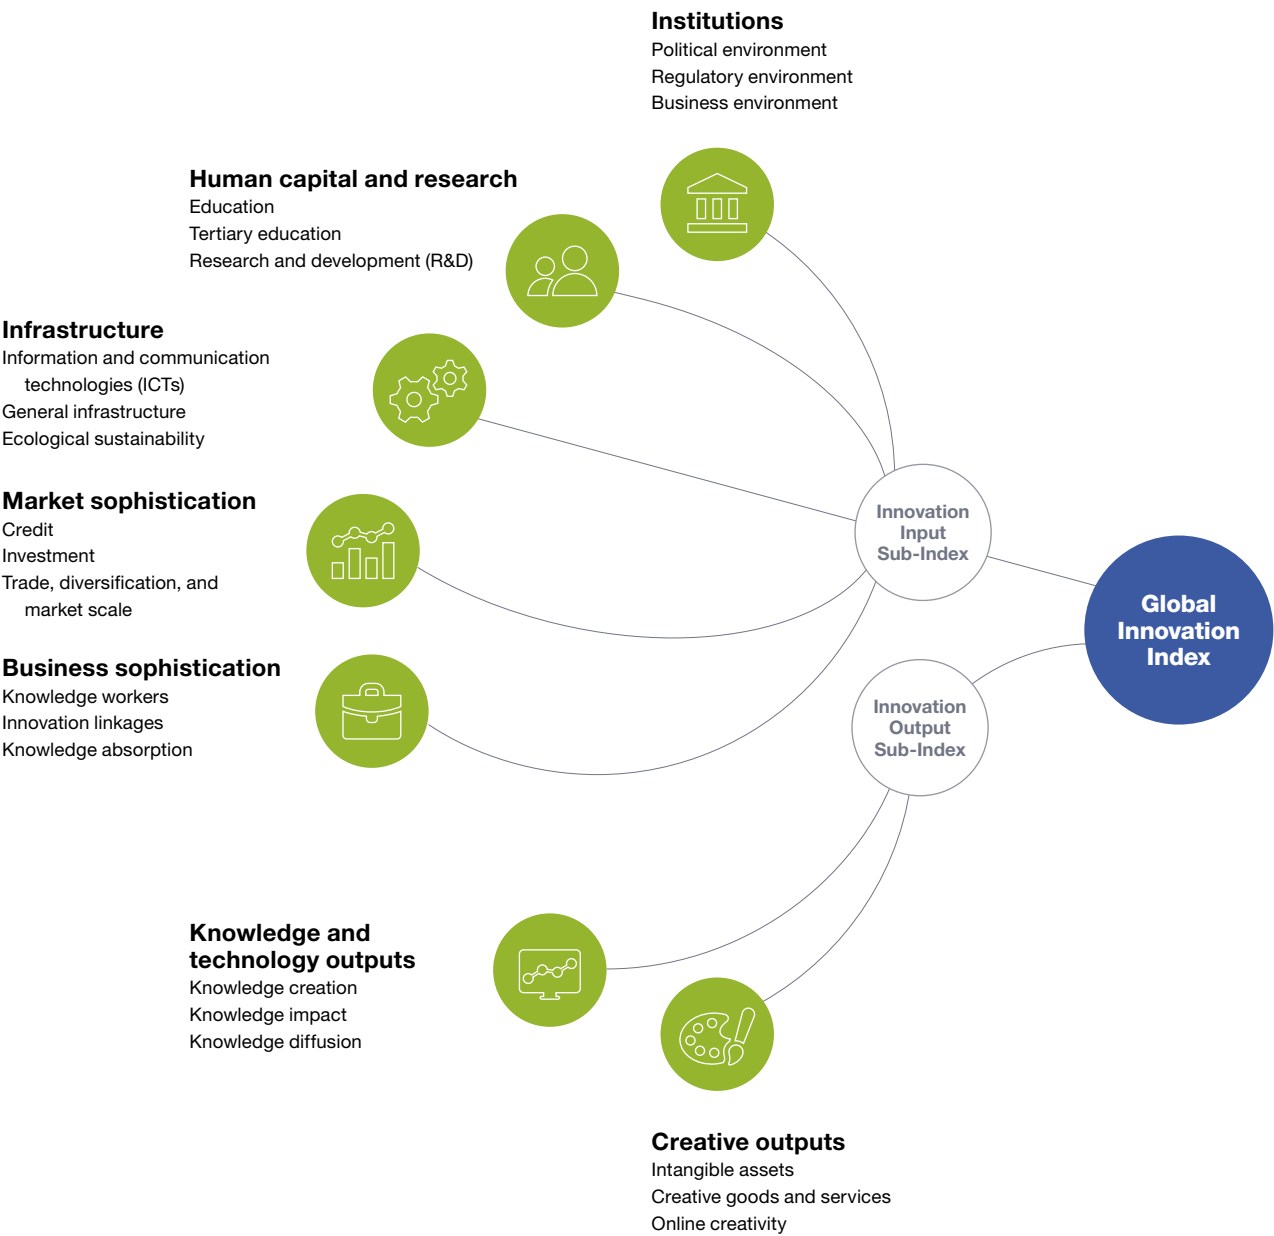 Institutions
Political environment
Regulatory environment
Business environment
Human capital and research
Education
Tertiary education
Research and development (R&D)
Infrastructure
Information and communication
technologies (ICTs)
General infrastructure
Ecological sustainability
Market sophistication
Credit
Investment
Trade, diversification, and
market scale
Business sophistication
Knowledge workers
Innovation linkages
Knowledge absorption
Innovation
Input
Sub-Index
Global
Innovation
Index
Innovation
Output
Sub-Index
Knowledge and
technology outputs
Knowledge creation
Knowledge impact
Knowledge diffusion
Creative outputs
Intangible assets
Creative goods and services
Online creativity